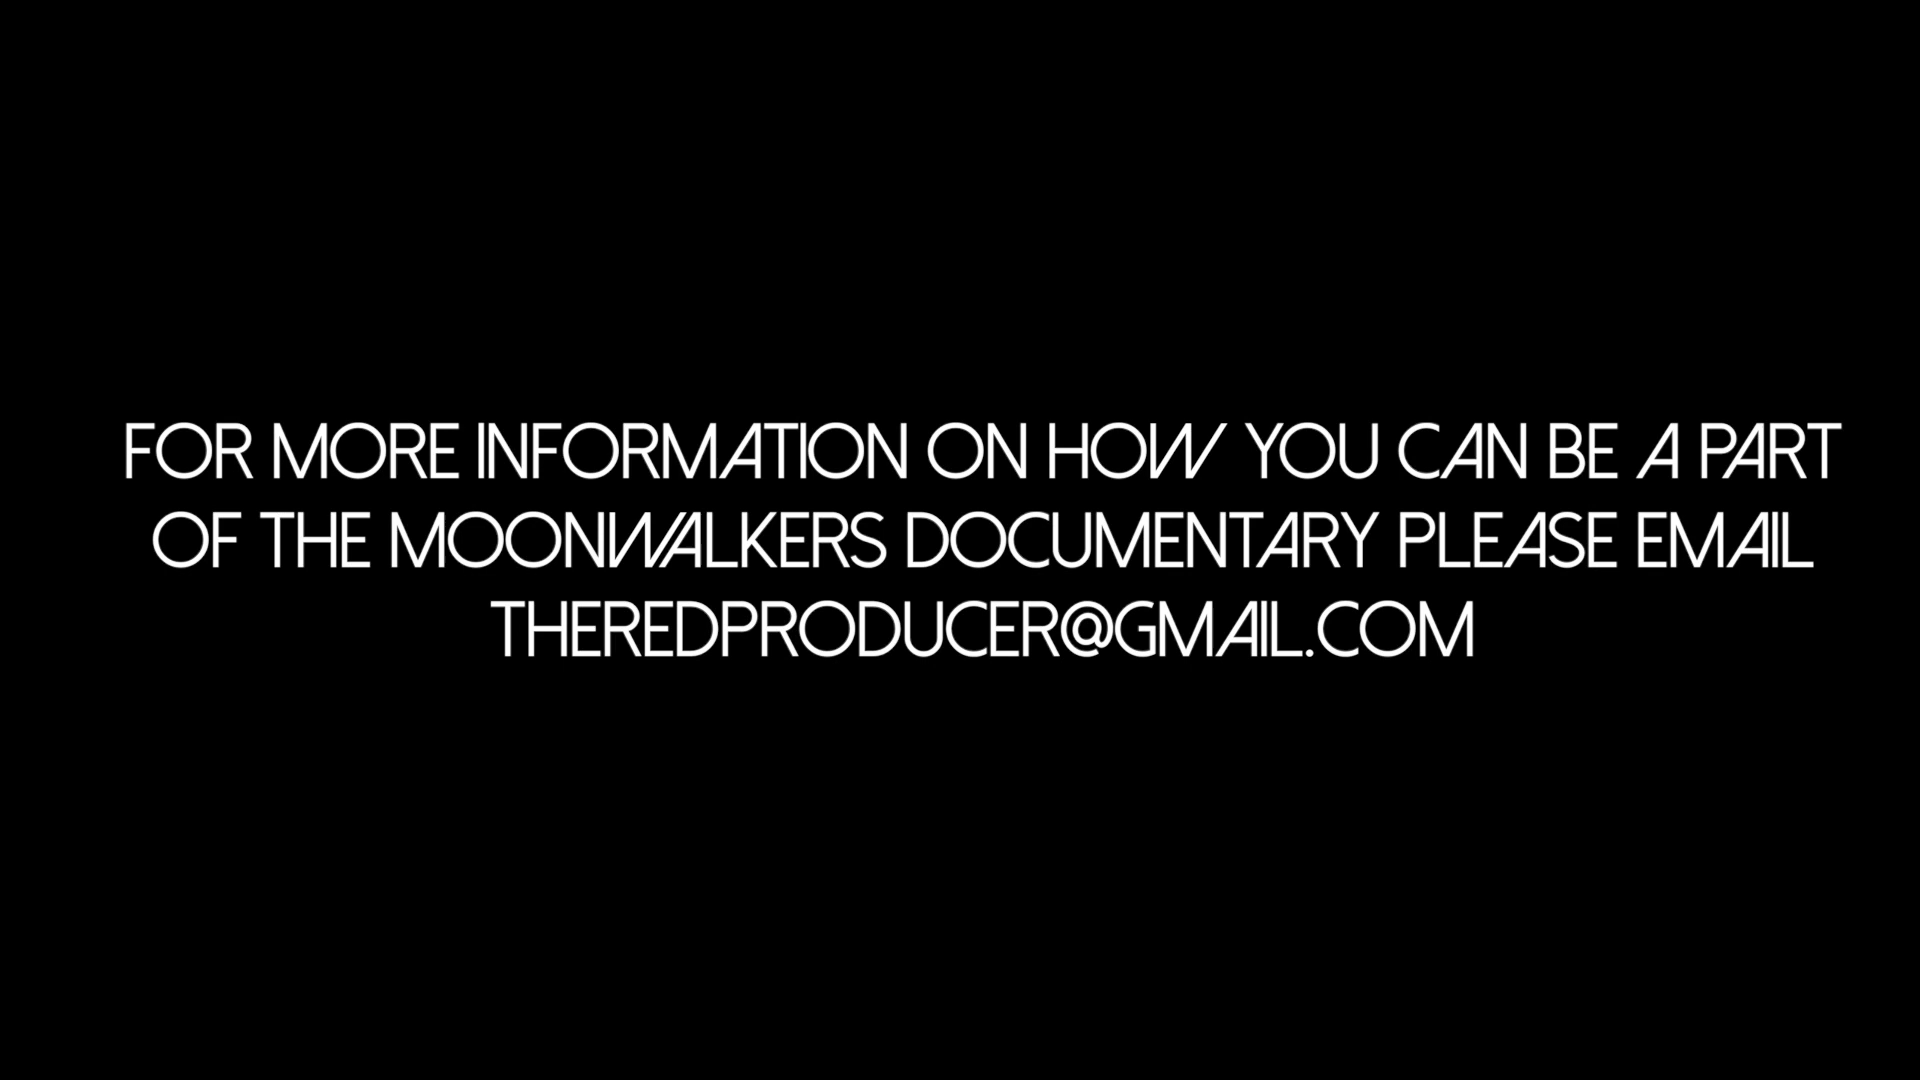 FOR MORE INFORMATION ON HOW YOU CAN BE A PART
OF THE MOONWALKERS DOCUMENTARY PLEASE EMAIL
THEREDPRODUCER@GMAIL.COM